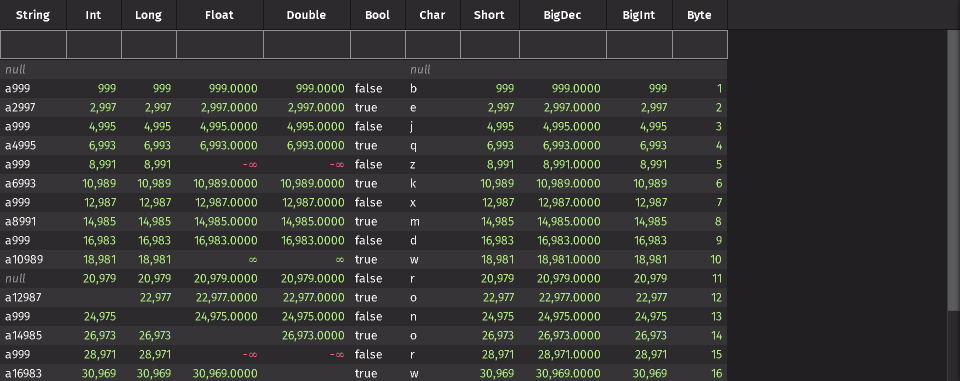 String Int Long Float Double Bool Char Short BigDec BigInt Byte
null null
a999 999 999 999.0000 999.0000 false b 999 999.0000 999 1
a2997 2,997 2,997 2,997.0000 2,997.0000 true e 2,997 2,997.0000 2,997 2
a999 4,995 4,995 4,995.0000 4,995.0000 false j 4,995 4,995.0000 4,995 3
a4995 6,993 6,993 6,993.0000 6,993.0000 true q 6,993 6,993.0000 6,993 4
a999 8,991 8,991 -∞ -∞ false z 8,991 8,991.0000 8,991 5
a6993 10,989 10,989 10,989.0000 10,989.0000 true k 10,989 10,989.0000 10,989 6
a999 12,987 12,987 12,987.0000 12,987.0000 false x 12,987 12,987.0000 12,987 7
a8991 14,985 14,985 14,985.0000 14,985.0000 true m 14,985 14,985.0000 14,985 8
a999 16,983 16,983 16,983.0000 16,983.0000 false d 16,983 16,983.0000 16,983 9
a10989 18,981 18,981 ∞ ∞ true w 18,981 18,981.0000 18,981 10
null 20,979 20,979 20,979.0000 20,979.0000 false r 20,979 20,979.0000 20,979 11
a12987 22,977 22,977.0000 22,977.0000 true o 22,977 22,977.0000 22,977 12
a999 24,975 24,975.0000 24,975.0000 false n 24,975 24,975.0000 24,975 13
a14985 26,973 26,973 26,973.0000 true o 26,973 26,973.0000 26,973 14
a999 28,971 28,971 -∞ -∞ false r 28,971 28,971.0000 28,971 15
a16983 30,969 30,969 30,969.0000 true w 30,969 30,969.0000 30,969 16